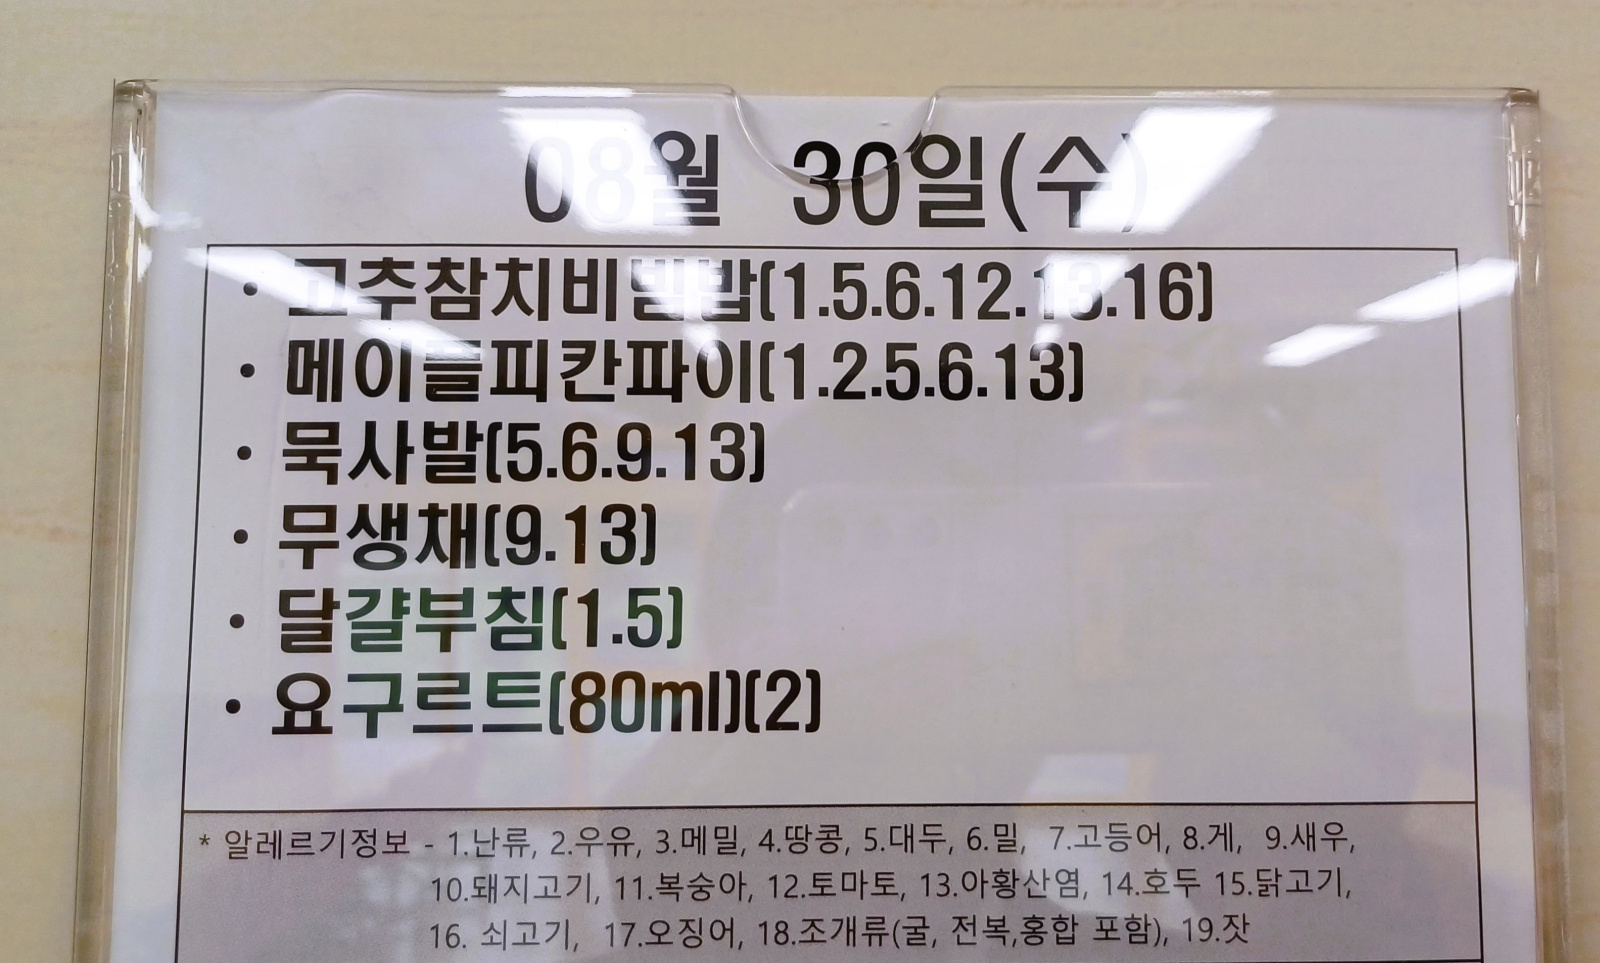 08월 30일(수)
• 고추참치비빔밥(1.5.6.12.13.16)
• 메이플피칸파이(1.2.5.6.13)
• 묵사발(5.6.9.13)
• 무생채(9.13)
• 달걀부침(1.5)
• 요구르트(80ml)(2)
* 알레르기정보 - 1.난류, 2.우유, 3.메밀, 4.땅콩, 5.대두, 6.밀, 7.고등어, 8.게, 9.새우,
10.돼지고기, 11.복숭아, 12.토마토, 13.아황산염, 14.호두 15.닭고기,
16. 쇠고기, 17.오징어, 18.조개류(굴, 전복,홍합 포함), 19.잣